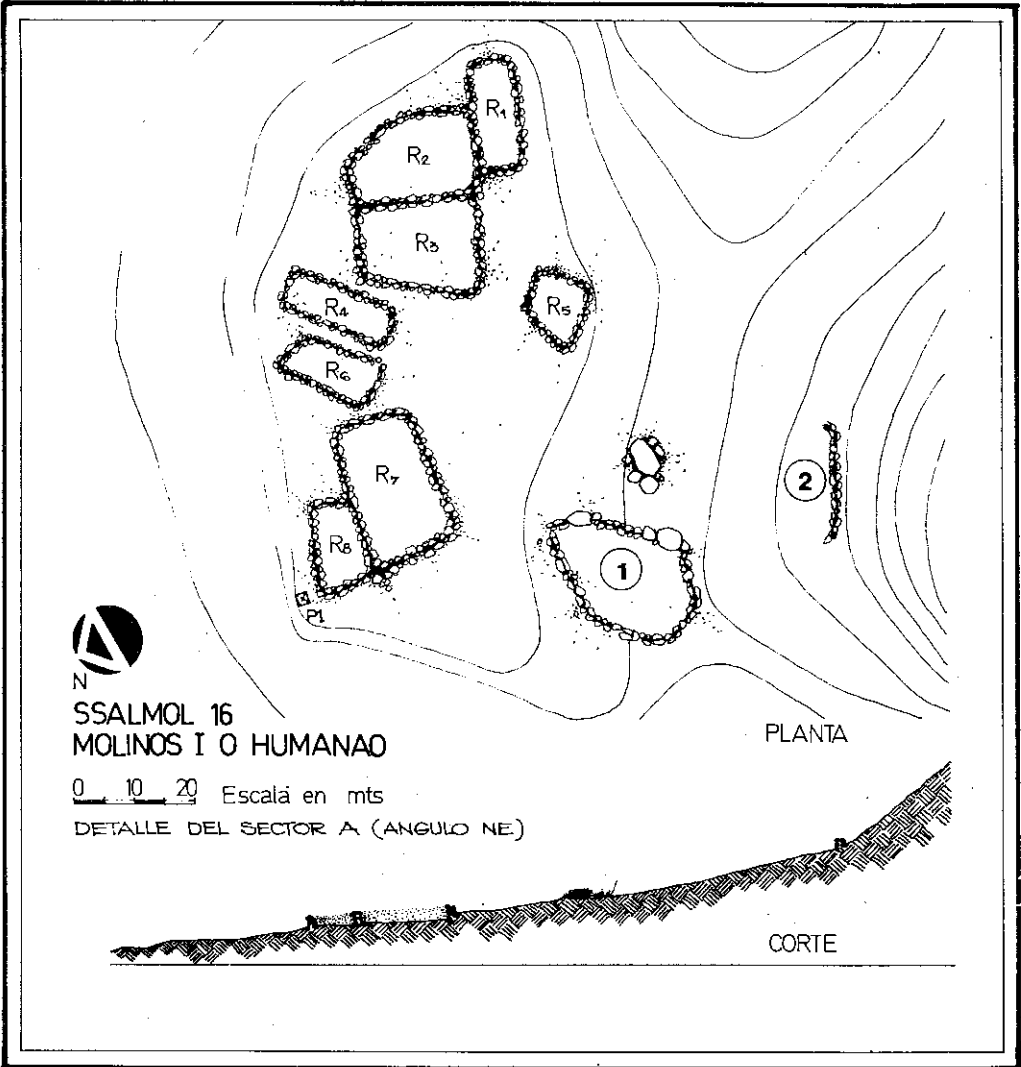 R1
R2
R3
R4
R5
R6
R7
R8
P1
1
2
N
SSALMOL 16
MOLINOS I O HUMANAO
0 10 20 Escala en mts
DETALLE DEL SECTOR A (ANGULO NE)
PLANTA
CORTE